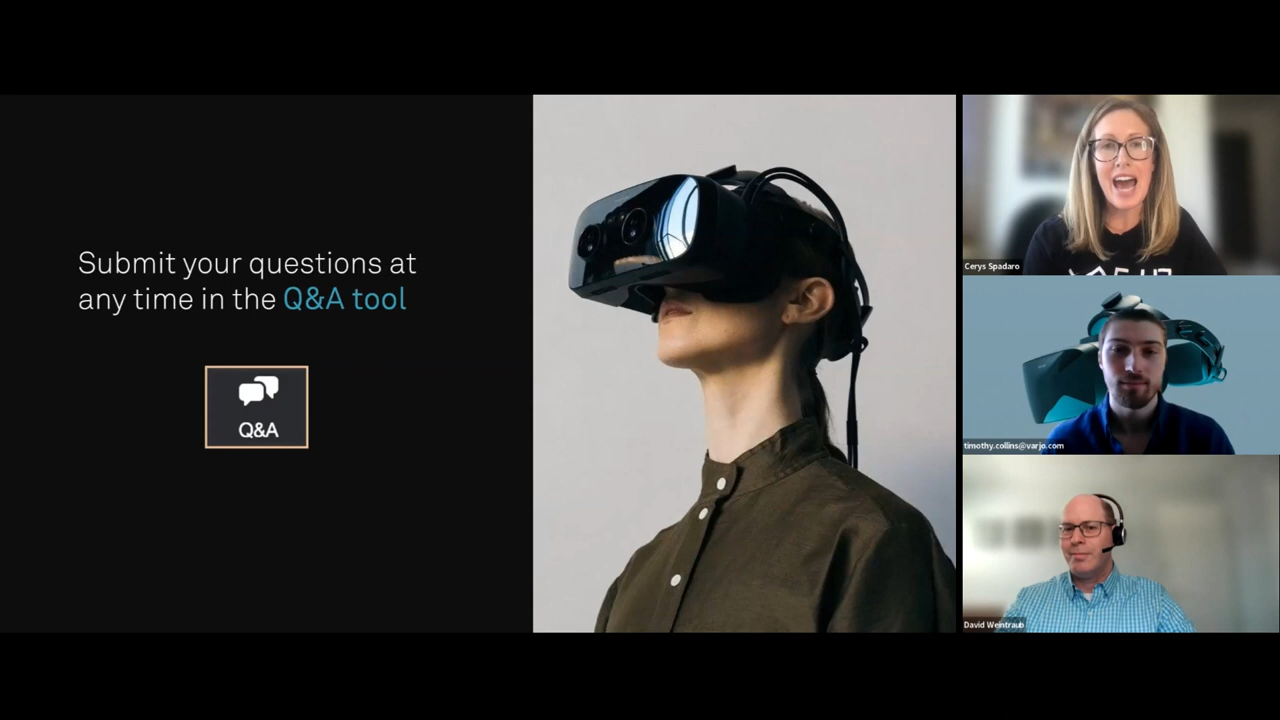 Submit your questions at
any time in the Q&A tool
Q&A
Cerys Spadaro
timothy.collins@varjo.com
David Weintraub